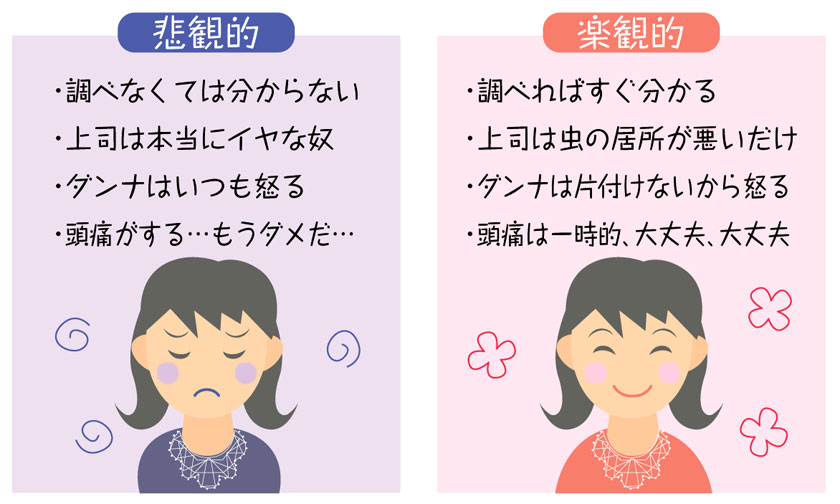 悲観的
・調べなくては分からない
・上司は本当にイヤな奴
・ダンナはいつも怒る
・頭痛がする…もうダメだ…
楽観的
・調べればすぐ分かる
・上司は虫の居所が悪いだけ
・ダンナは片付けないから怒る
・頭痛は一時的、大丈夫、大丈夫